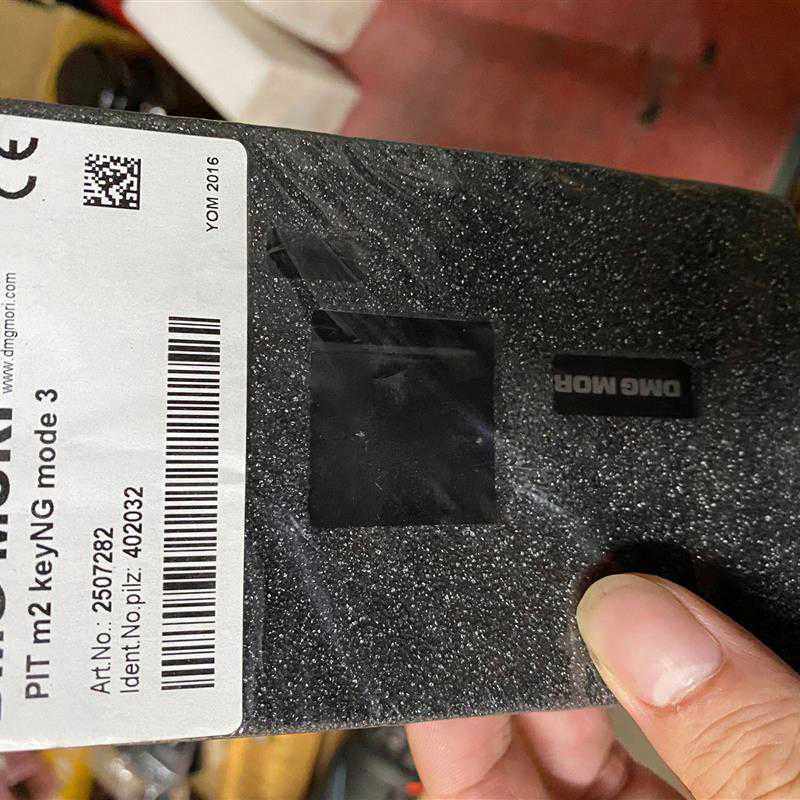 www.dmgmori.com
PIT m2 keyNG mode 3
Art.No.: 2507282
Ident.No.pilz: 402032
YOM 2016
CE
DMG MORI